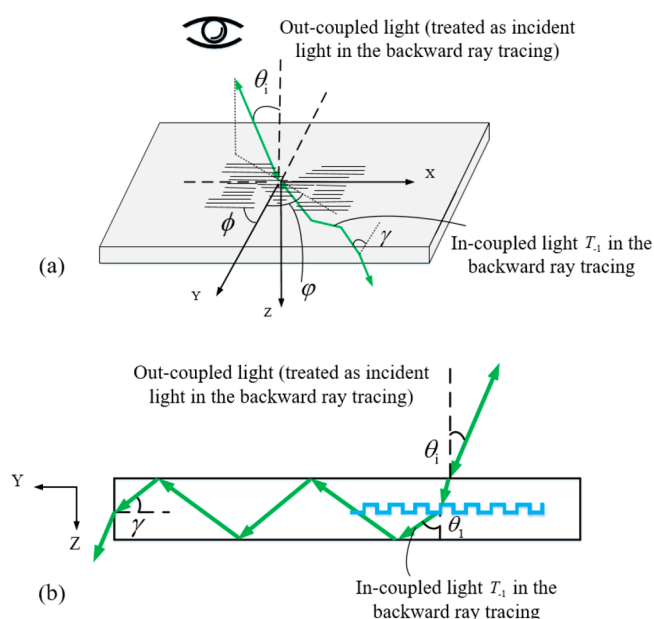 Out-coupled light (treated as incident
light in the backward ray tracing)
θi
X
ϕ
γ
In-coupled light T-1 in the
backward ray tracing
(a)
Y
φ
Z
Out-coupled light (treated as incident
light in the backward ray tracing)
θi
Y
γ
θ1
Z
In-coupled light T-1 in the
backward ray tracing
(b)